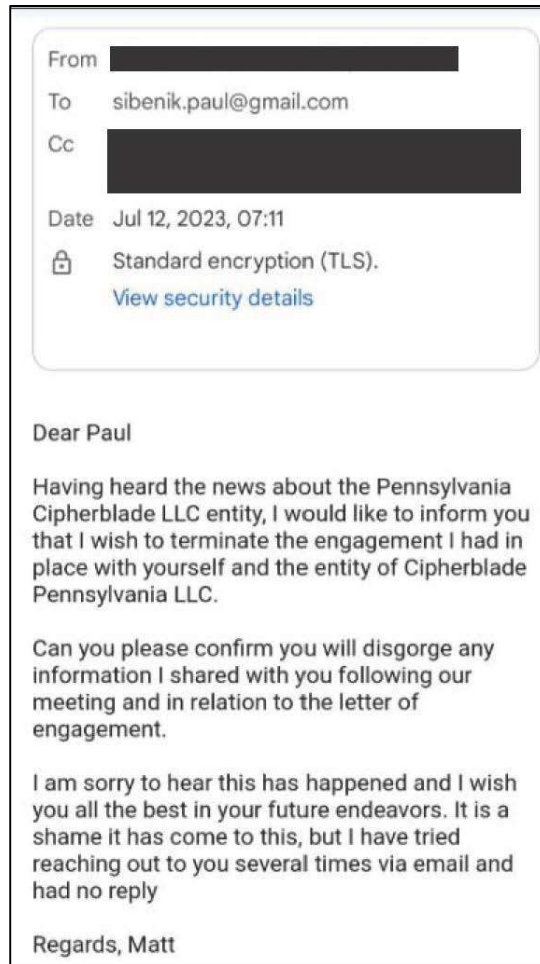 From
To sibenik.paul@gmail.com
Cc
Date Jul 12, 2023, 07:11
Standard encryption (TLS).
View security details
Dear Paul
Having heard the news about the Pennsylvania
Cipherblade LLC entity, I would like to inform you
that I wish to terminate the engagement I had in
place with yourself and the entity of Cipherblade
Pennsylvania LLC.
Can you please confirm you will disgorge any
information I shared with you following our
meeting and in relation to the letter of
engagement.
I am sorry to hear this has happened and I wish
you all the best in your future endeavors. It is a
shame it has come to this, but I have tried
reaching out to you several times via email and
had no reply
Regards, Matt